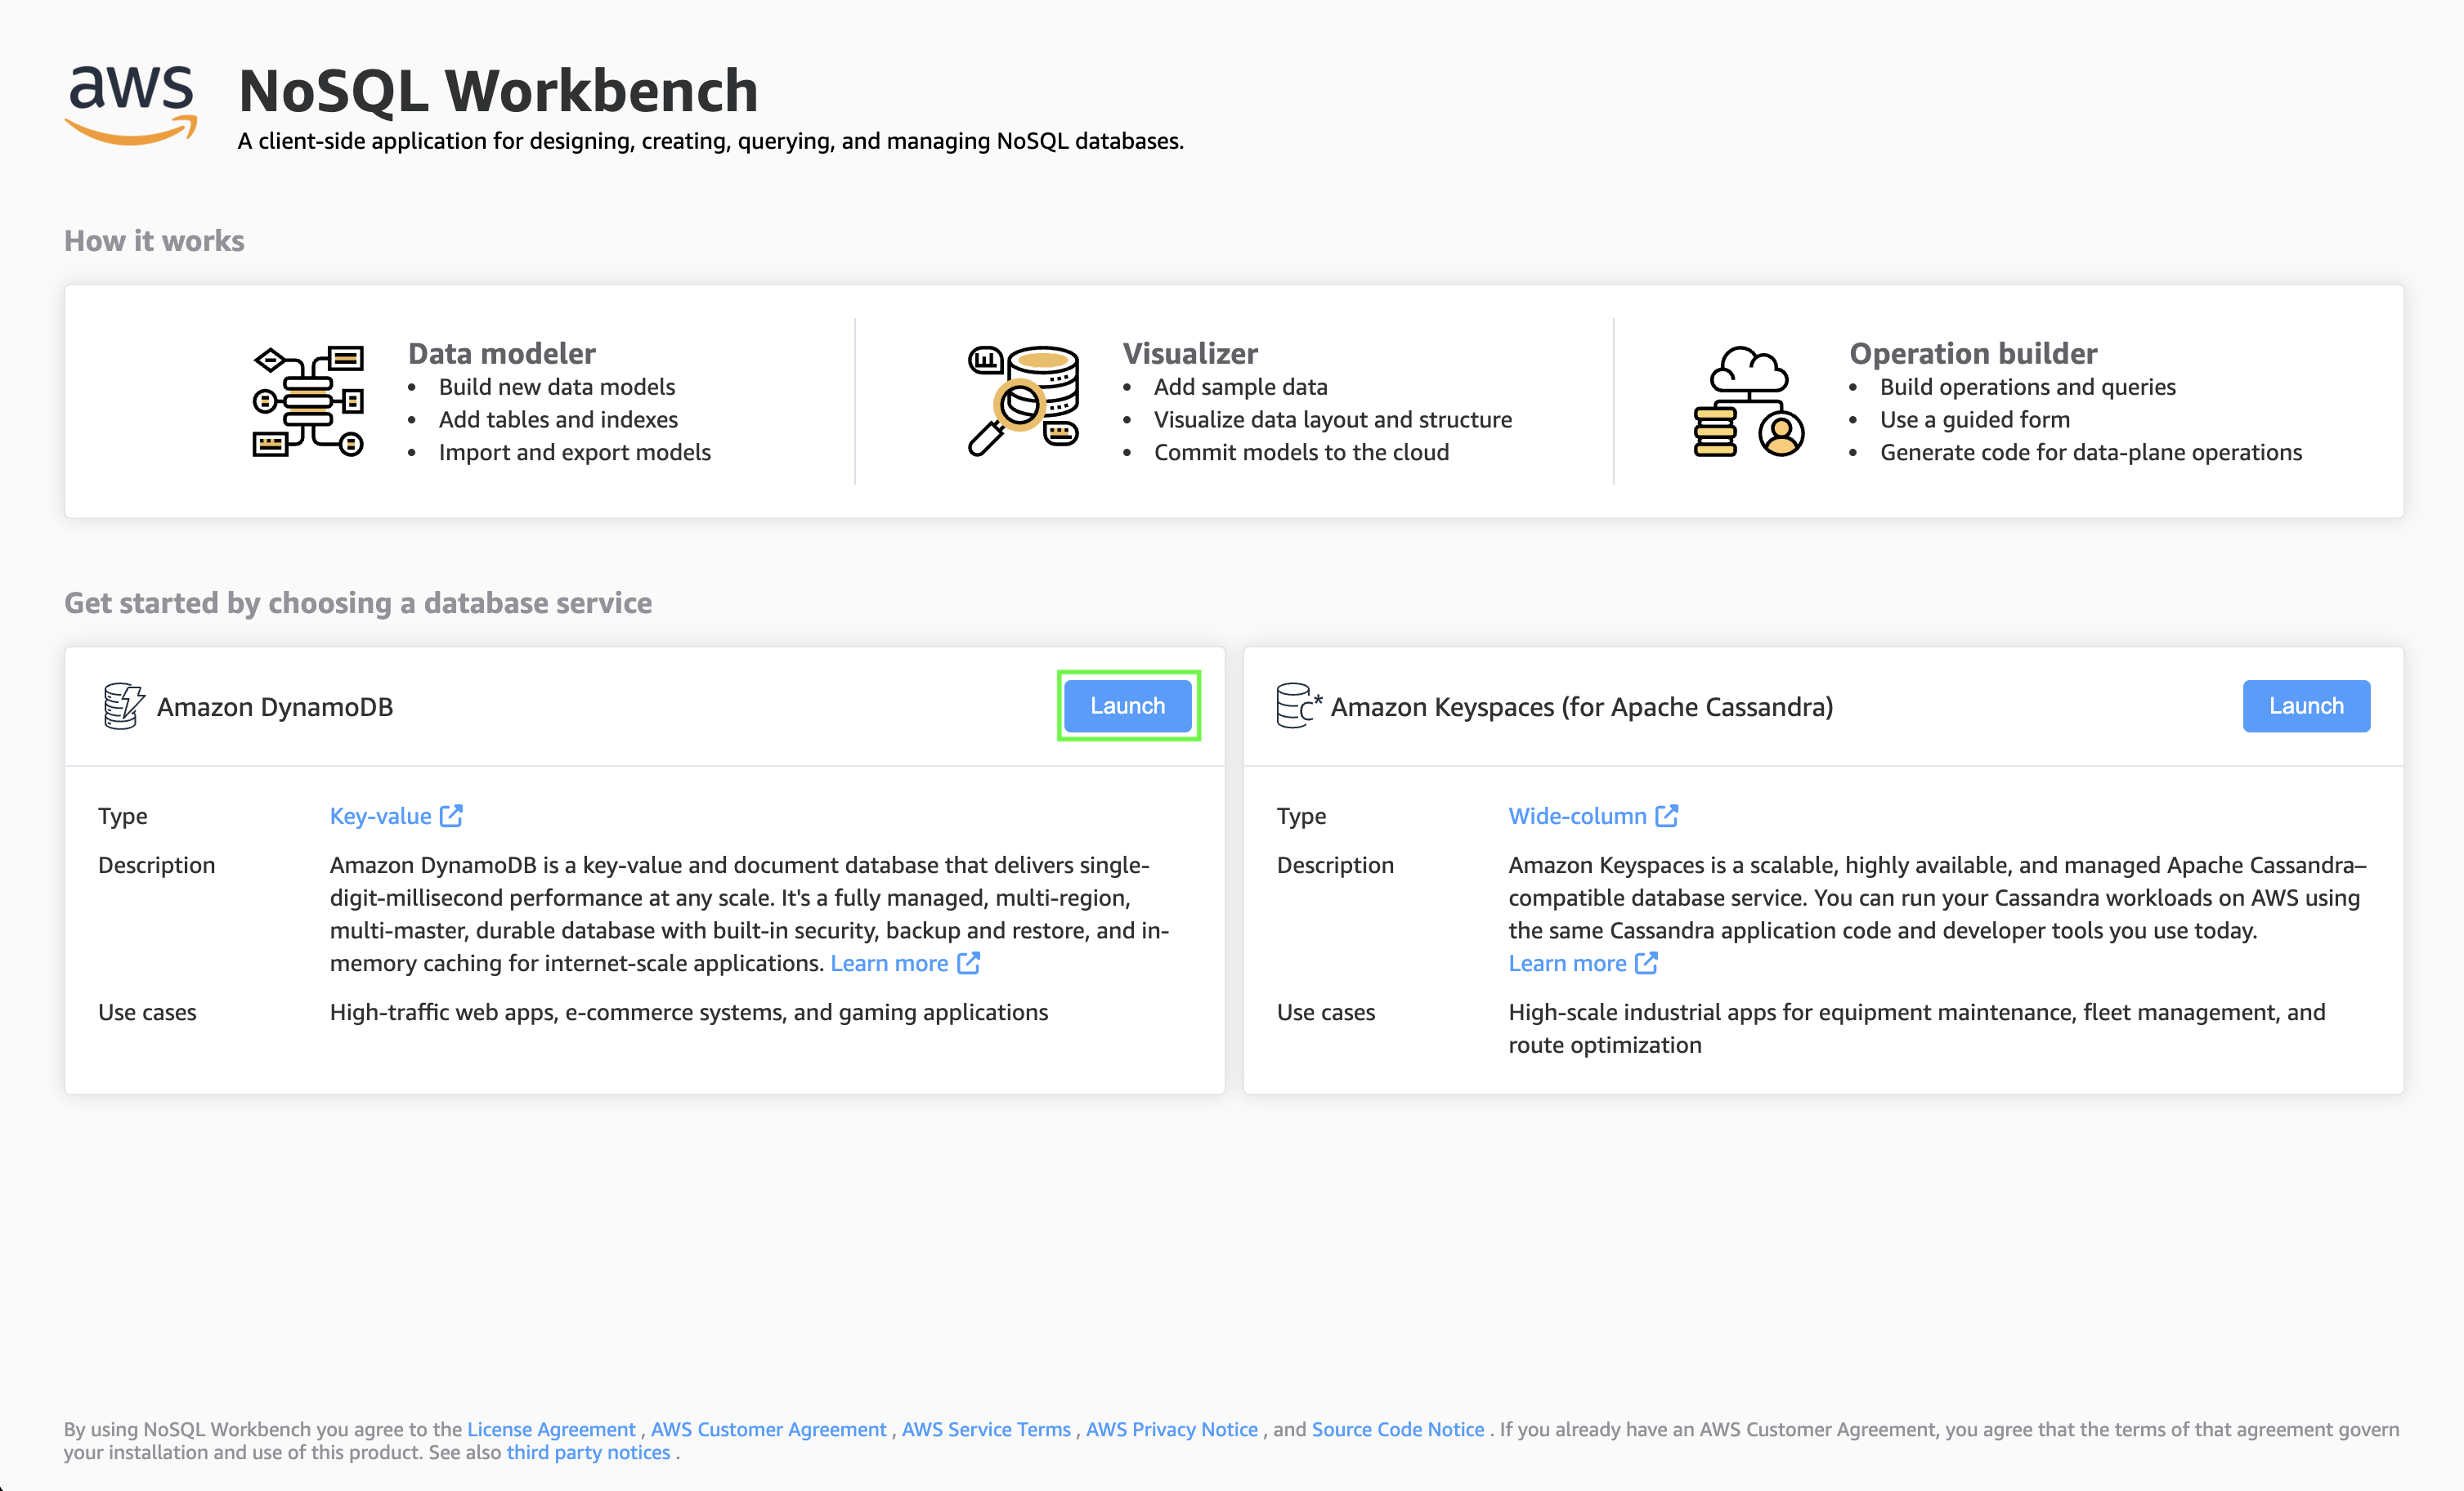 aws
NoSQL Workbench
A client-side application for designing, creating, querying, and managing NoSQL databases.
How it works
Data modeler
• Build new data models
• Add tables and indexes
• Import and export models
Visualizer
• Add sample data
• Visualize data layout and structure
• Commit models to the cloud
Operation builder
• Build operations and queries
• Use a guided form
• Generate code for data-plane operations
Get started by choosing a database service
Amazon DynamoDB
Launch
Type
Key-value
Description
Amazon DynamoDB is a key-value and document database that delivers single-
digit-millisecond performance at any scale. It's a fully managed, multi-region,
multi-master, durable database with built-in security, backup and restore, and in-
memory caching for internet-scale applications. Learn more
Use cases
High-traffic web apps, e-commerce systems, and gaming applications
C*
Amazon Keyspaces (for Apache Cassandra)
Launch
Type
Wide-column
Description
Amazon Keyspaces is a scalable, highly available, and managed Apache Cassandra–
compatible database service. You can run your Cassandra workloads on AWS using
the same Cassandra application code and developer tools you use today.
Learn more
Use cases
High-scale industrial apps for equipment maintenance, fleet management, and
route optimization
By using NoSQL Workbench you agree to the License Agreement , AWS Customer Agreement , AWS Service Terms , AWS Privacy Notice , and Source Code Notice . If you already have an AWS Customer Agreement, you agree that the terms of that agreement govern
your installation and use of this product. See also third party notices .